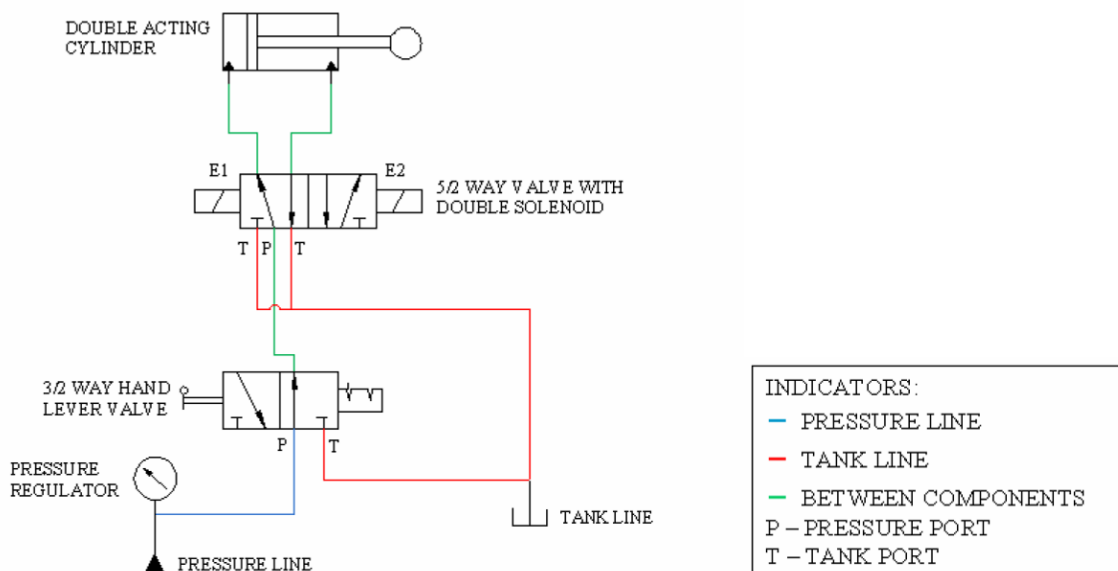 DOUBLE ACTING
CYLINDER
E1
E2
5/2 WAY VALVE WITH
DOUBLE SOLENOID
T P T
3/2 WAY HAND
LEVER VALVE
P T
PRESSURE
REGULATOR
TANK LINE
PRESSURE LINE
INDICATORS:
PRESSURE LINE
TANK LINE
BETWEEN COMPONENTS
P – PRESSURE PORT
T – TANK PORT